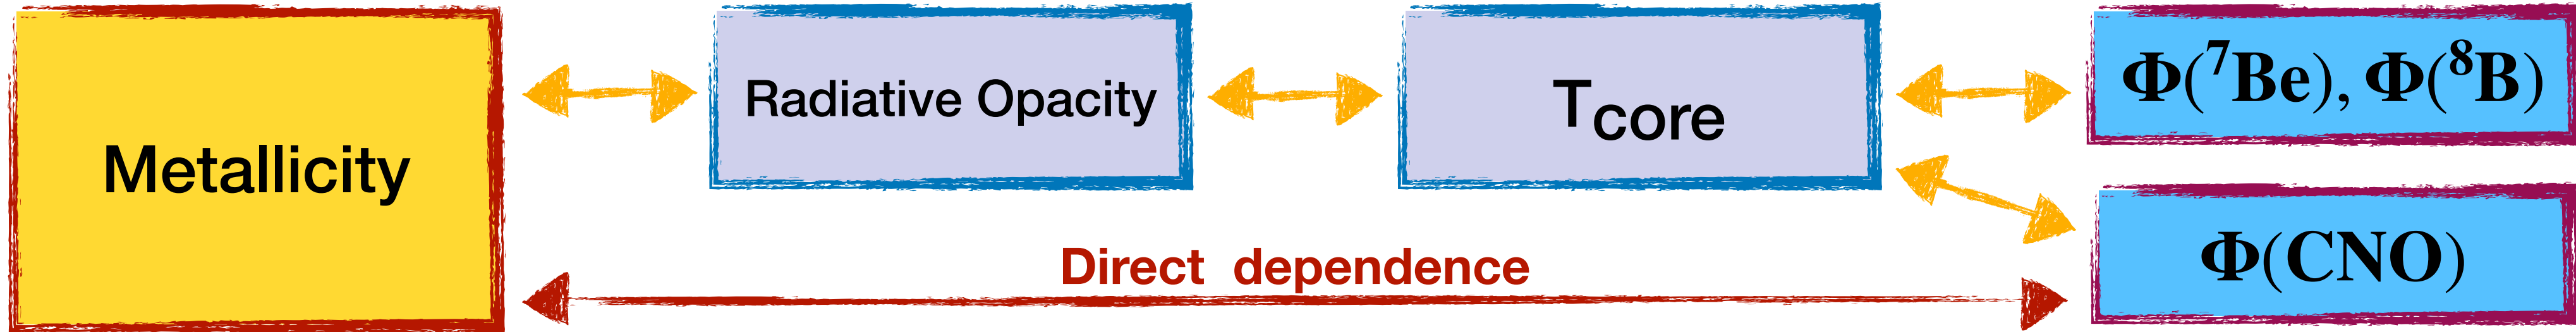 Metallicity
Radiative Opacity
Tcore
Φ(⁷Be), Φ(⁸B)
Φ(CNO)
Direct dependence